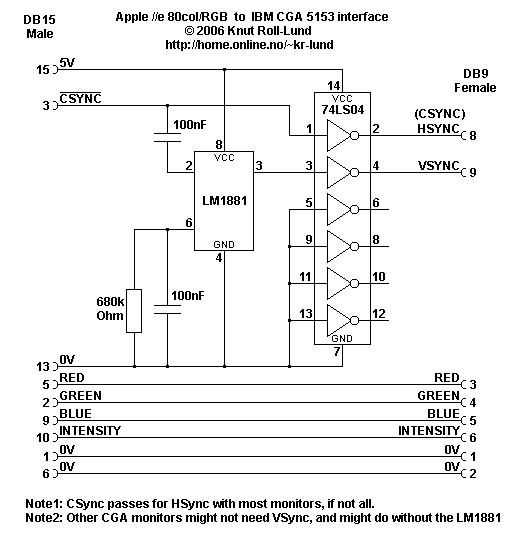 Apple //e 80col/RGB to IBM CGA 5153 interface
© 2006 Knut Roll-Lund
http://home.online.no/~kr-lund
DB15
Male
DB9
Female
15 5V
3 CSYNC
100nF
8
VCC
2
3
LM1881
6
GND
4
680k
Ohm
100nF
14
74LS04
VCC
1 2
3 4
5 6
9 8
11 10
13 12
GND
7
(CSYNC)
HSYNC 8
VSYNC 9
13 0V
5 RED RED 3
2 GREEN GREEN 4
9 BLUE BLUE 5
10 INTENSITY INTENSITY 6
1 0V 0V 1
6 0V 0V 2
Note1: CSync passes for HSync with most monitors, if not all.
Note2: Other CGA monitors might not need VSync, and might do without the LM1881